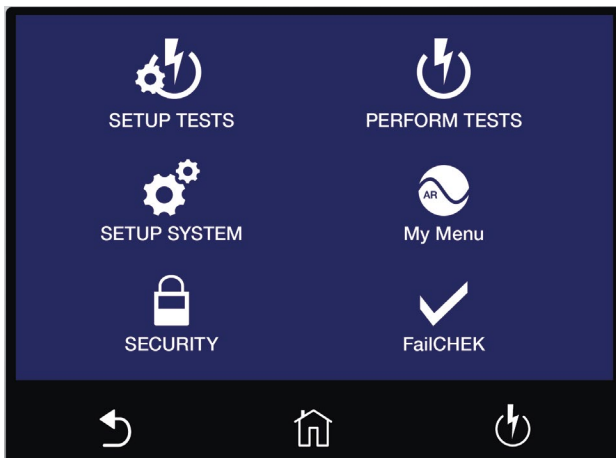 SETUP TESTS
PERFORM TESTS
SETUP SYSTEM
AR
My Menu
SECURITY
FailCHEK